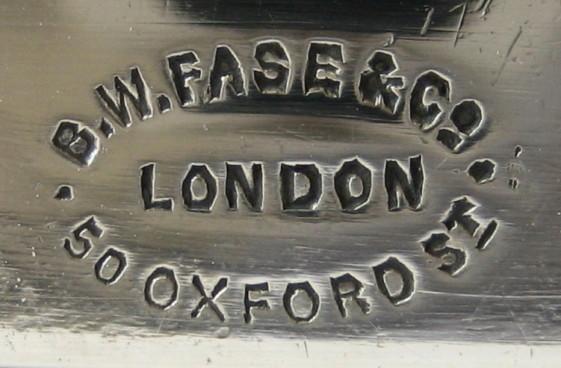 B.W. FASE & Co.
LONDON
50 OXFORD St.